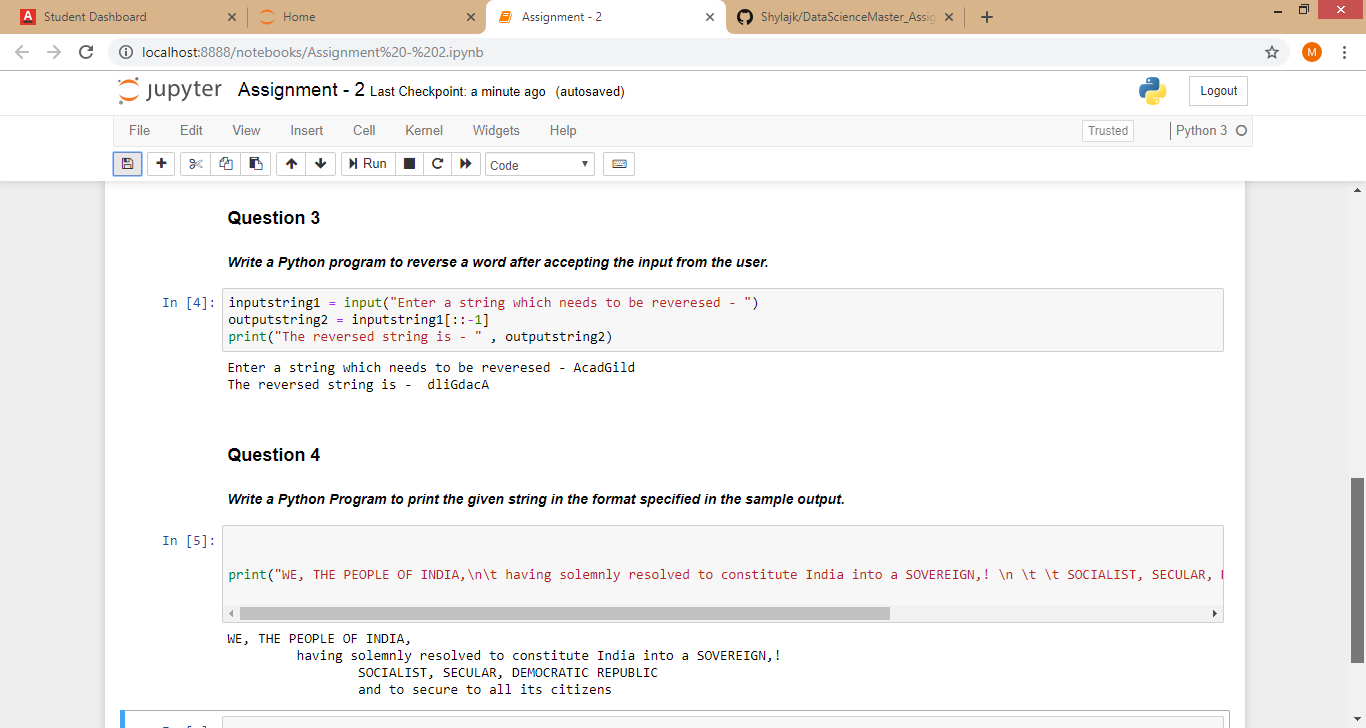 Student Dashboard
Home
Assignment - 2
Shylajk/DataScienceMaster_Assig
localhost:8888/notebooks/Assignment%20-%202.ipynb
M
jupyter Assignment - 2 Last Checkpoint: a minute ago (autosaved)
Logout
File Edit View Insert Cell Kernel Widgets Help
Trusted
Python 3
Run
Code
Question 3
Write a Python program to reverse a word after accepting the input from the user.
In [4]:
inputstring1 = input("Enter a string which needs to be reveresed - ")
outputstring2 = inputstring1[::-1]
print("The reversed string is - " , outputstring2)
Enter a string which needs to be reveresed - AcadGild
The reversed string is -  dliGdacA
Question 4
Write a Python Program to print the given string in the format specified in the sample output.
In [5]:
print("WE, THE PEOPLE OF INDIA,\n\t having solemnly resolved to constitute India into a SOVEREIGN,! \n \t \t SOCIALIST, SECULAR,
WE, THE PEOPLE OF INDIA,
having solemnly resolved to constitute India into a SOVEREIGN,!
SOCIALIST, SECULAR, DEMOCRATIC REPUBLIC
and to secure to all its citizens